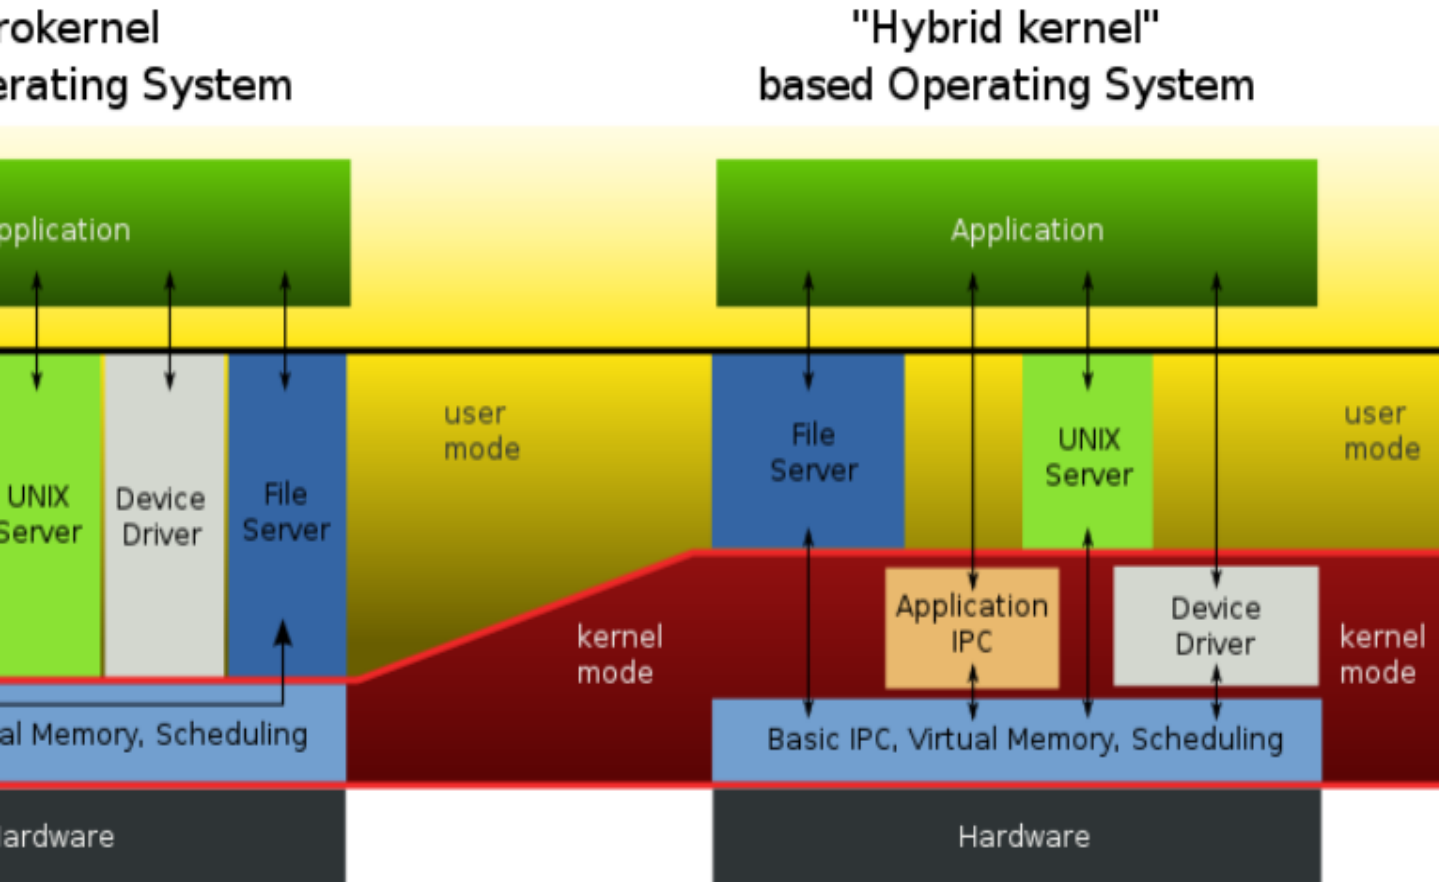 rokernel
erating System
"Hybrid kernel"
based Operating System
pplication
Application
UNIX
Server
Device
Driver
File
Server
user
mode
File
Server
UNIX
Server
user
mode
kernel
mode
Application
IPC
Device
Driver
kernel
mode
al Memory, Scheduling
Basic IPC, Virtual Memory, Scheduling
ardware
Hardware